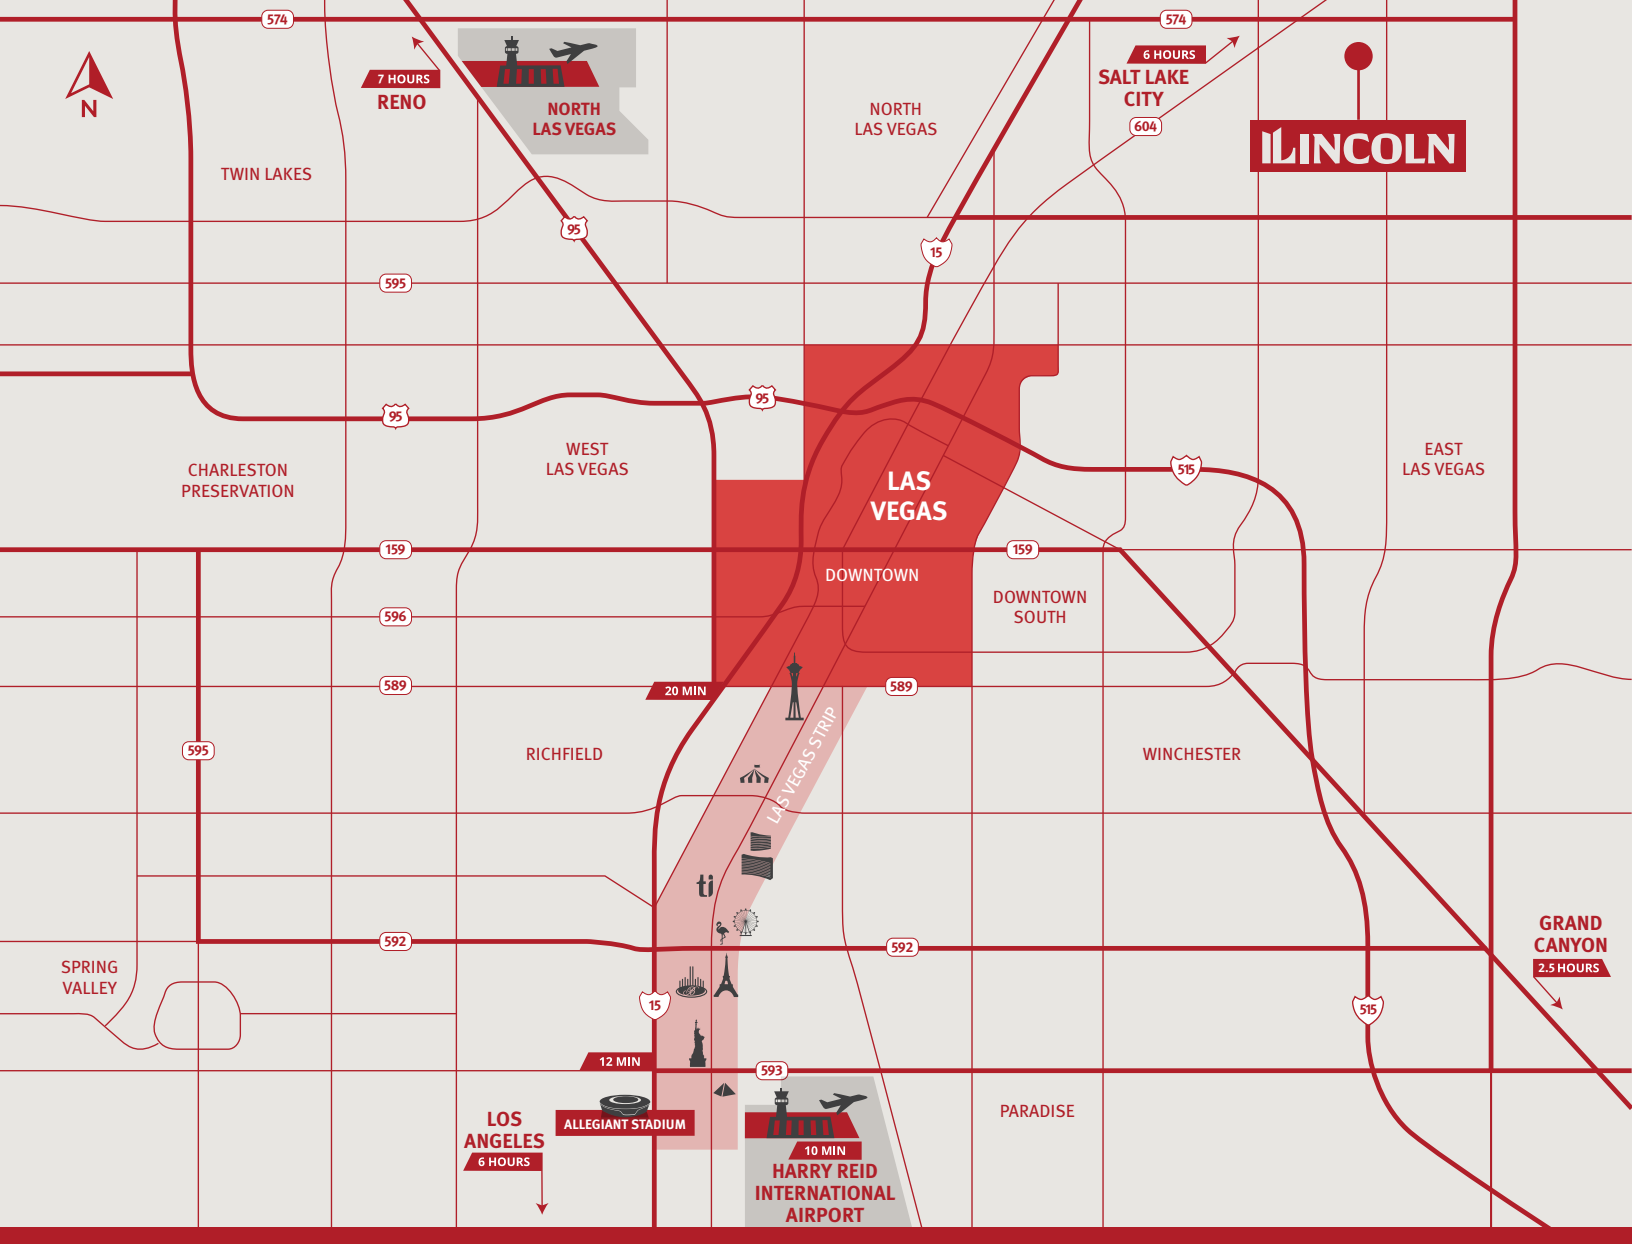 574
574
N
7 HOURS
RENO
NORTH
LAS VEGAS
NORTH
LAS VEGAS
6 HOURS
SALT LAKE
CITY
604
LINCOLN
TWIN LAKES
95
15
595
95
95
WEST
LAS VEGAS
CHARLESTON
PRESERVATION
LAS
VEGAS
515
EAST
LAS VEGAS
159
159
DOWNTOWN
DOWNTOWN
SOUTH
596
589
20 MIN
589
LAS VEGAS STRIP
595
RICHFIELD
WINCHESTER
ti
592
592
GRAND
CANYON
2.5 HOURS
SPRING
VALLEY
15
515
12 MIN
593
LOS
ANGELES
6 HOURS
ALLEGIANT STADIUM
PARADISE
10 MIN
HARRY REID
INTERNATIONAL
AIRPORT